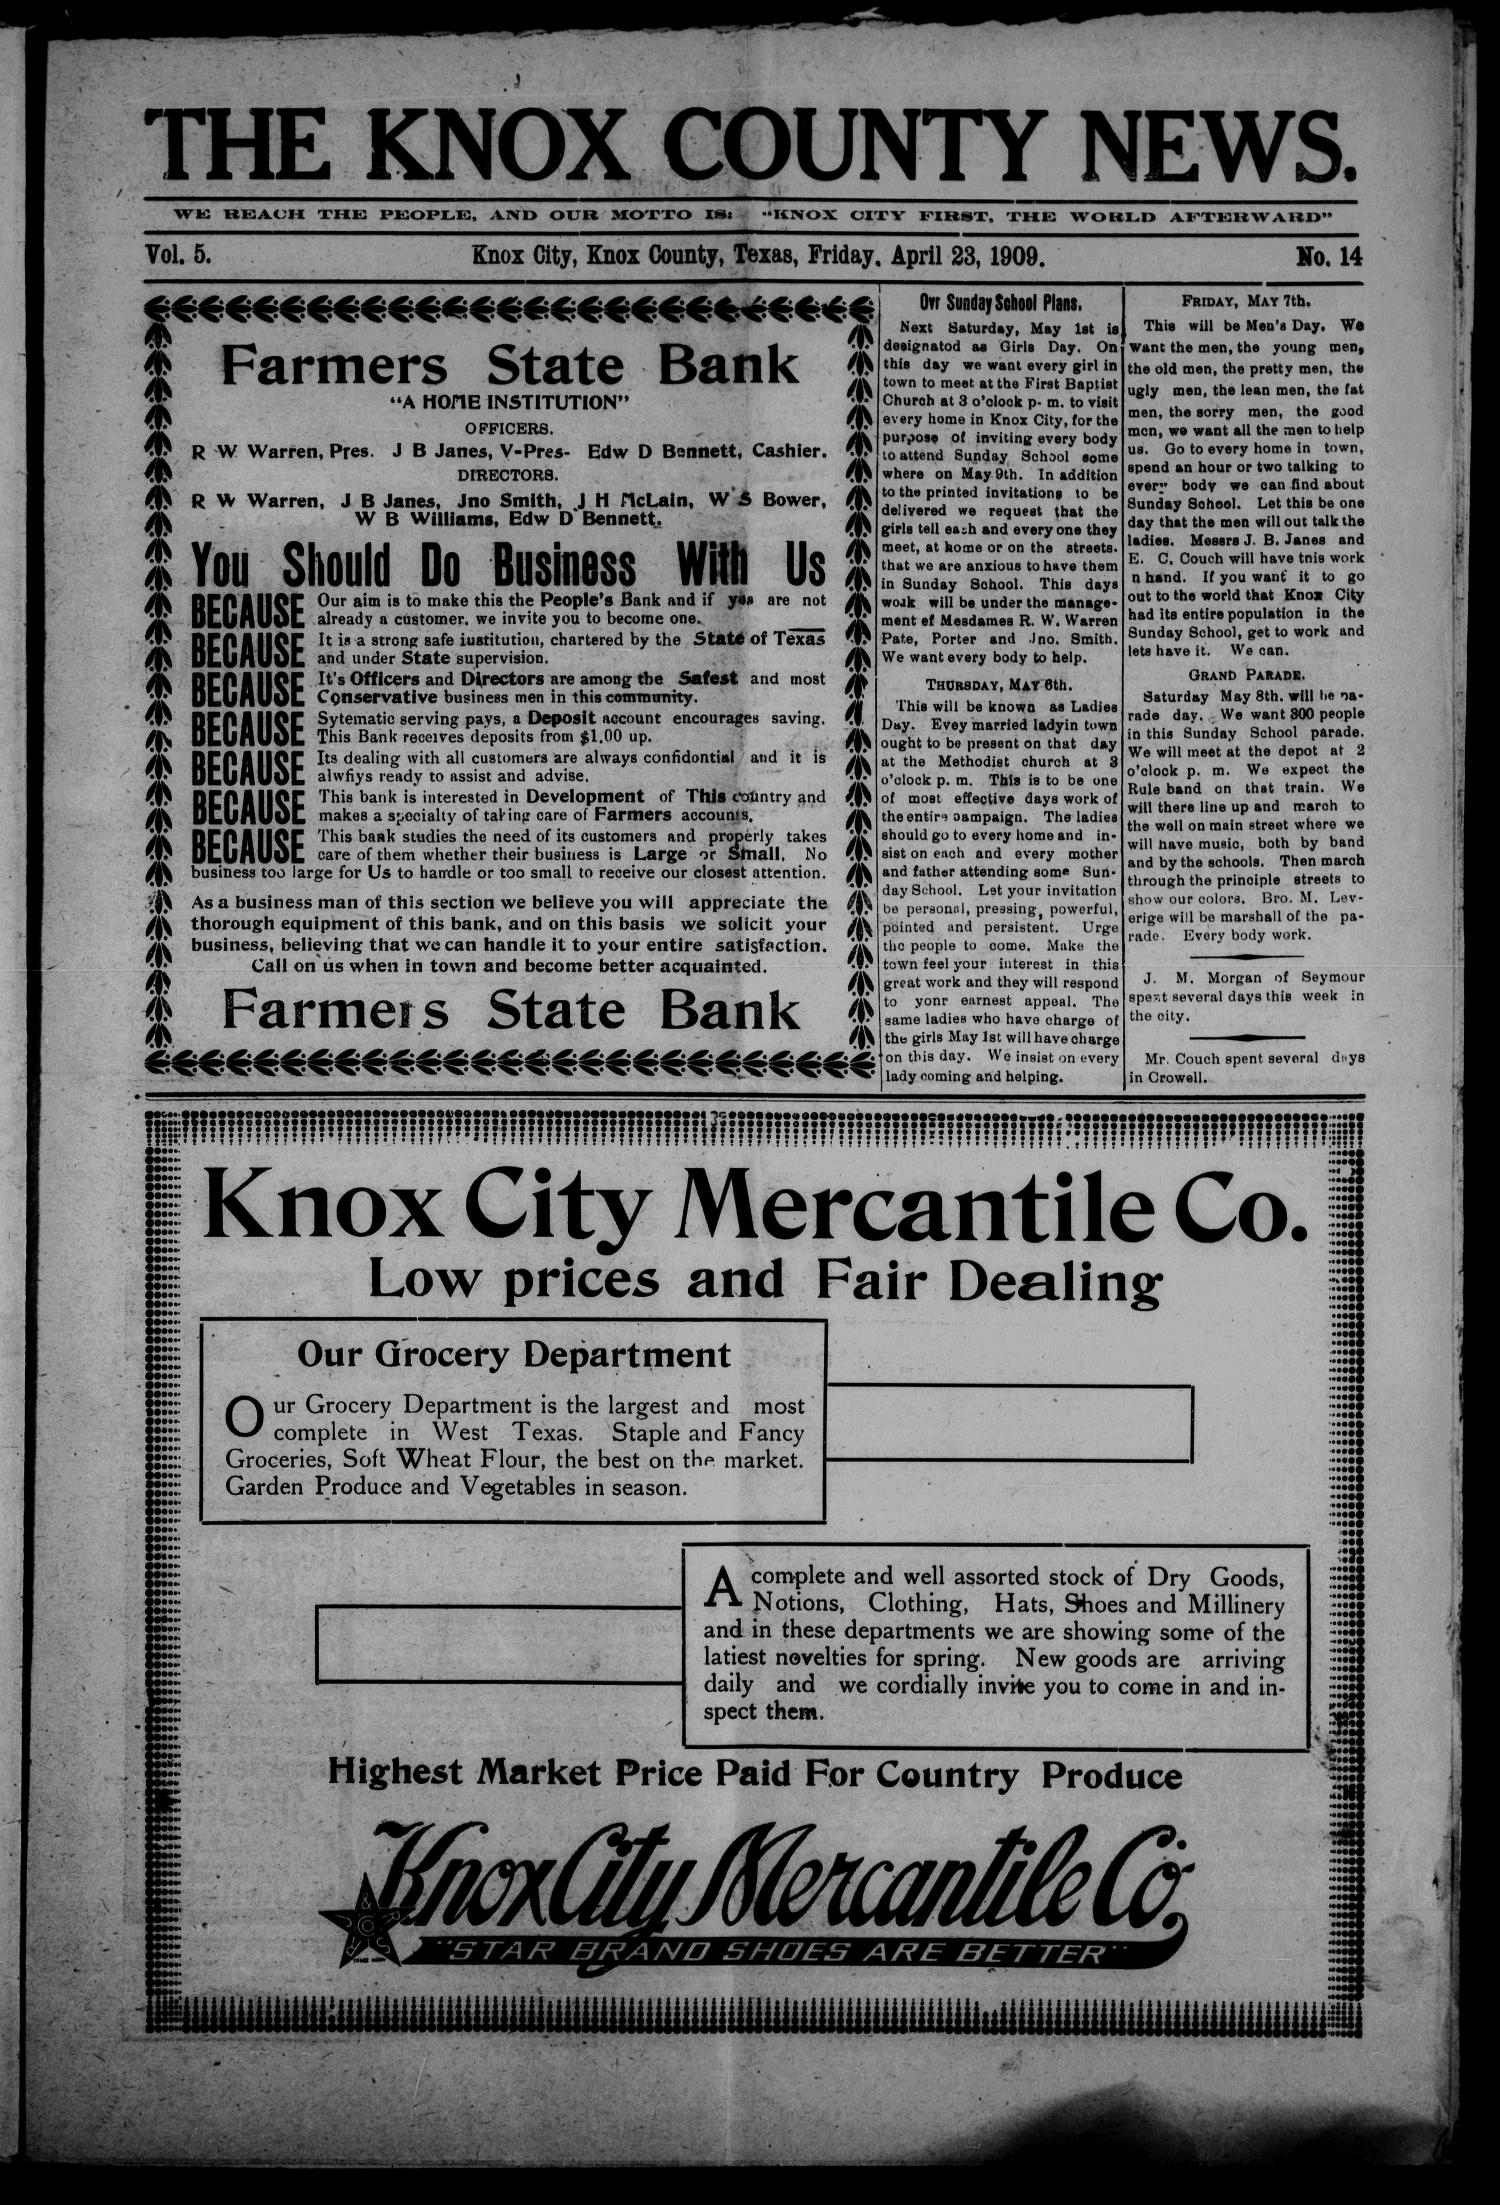 THE KNOX COUNTY NEWS.
WE REACH THE PEOPLE, AND OUR MOTTO IS: "KNOX CITY FIRST, THE WORLD AFTERWARD"
Vol. 5. Knox City, Knox County, Texas, Friday. April 23, 1909. No. 14
Farmers State Bank
"A HOME INSTITUTION"
OFFICERS.
R W Warren, Pres. J B Janes, V-Pres- Edw D Bennett, Cashier.
DIRECTORS.
R W Warren, J B Janes, Jno Smith, J H McLain, W S Bower,
W B Williams, Edw D Bennett.
You Should Do Business With Us
BECAUSE Our aim is to make this the People's Bank and if you are not
already a customer. we invite you to become one.
BECAUSE It is a strong safe iustitution, chartered by the State of Texas
and under State supervision.
BECAUSE It's Officers and Directors are among the Safest and most
Conservative business men in this community.
BECAUSE Sytematic serving pays, a Deposit account encourages saving.
This Bank receives deposits from $1.00 up.
BECAUSE Its dealing with all customers are always confidontial and it is
alwfiys ready to assist and advise.
BECAUSE This bank is interested in Development of This country and
makes a specialty of taking care of Farmers accounts.
BECAUSE This bank studies the need of its customers and properly takes
care of them whether their business is Large or Small. No
business too large for Us to handle or too small to receive our closest attention.
As a business man of this section we believe you will appreciate the
thorough equipment of this bank, and on this basis we solicit your
business, believing that we can handle it to your entire satisfaction.
Call on us when in town and become better acquainted.
Farmers State Bank
Ovr Sunday School Plans.
Next Saturday, May 1st is
designatod as Girls Day. On
this day we want every girl in
town to meet at the First Baptist
Church at 3 o'clock p. m. to visit
every home in Knox City, for the
purpose of inviting every body
to attend Sunday School some
where on May 9th. In addition
to the printed invitations to be
delivered we request that the
girls tell each and every one they
meet, at home or on the streets.
that we are anxious to have them
in Sunday School. This days
woak will be under the manage-
ment ef Mesdames R. W. Warren
Pate, Porter and Jno. Smith.
We want every body to help.
THURSDAY, MAY 6th.
This will be known as Ladies
Day. Evey married ladyin town
ought to be present on that day
at the Methodist church at 3
o'clock p. m. This is to be one
of most effective days work of
the entire campaign. The ladies
should go to every home and in-
sist on each and every mother
and father attending some Sun-
day School. Let your invitation
be personal, pressing, powerful,
pointed and persistent. Urge
the people to come. Make the
town feel your interest in this
great work and they will respond
to yonr earnest appeal. The
same ladies who have charge of
the girls May 1st will have charge
on this day. We insist on every
lady coming and helping.
FRIDAY, MAY 7th.
This will be Men's Day. We
want the men, the young men,
the old men, the pretty men, the
ugly men, the lean men, the fat
men, the sorry men, the good
men, we want all the men to help
us. Go to every home in town,
spend an hour or two talking to
every body we can find about
Sunday School. Let this be one
day that the men will out talk the
ladies. Messrs J. B. Janes and
E. C. Couch will have tnis work
n hand. If you want it to go
out to the world that Knox City
had its entire population in the
Sunday School, get to work and
lets have it. We can.
GRAND PARADE.
Saturday May 8th. will be pa-
rade day. We want 800 people
in this Sunday School parade.
We will meet at the depot at 2
o'clock p. m. We expect the
Rule band on that train. We
will there line up and march to
the well on main street where we
will have music, both by band
and by the schools. Then march
through the principle streets to
show our colors. Bro. M. Lev-
erige will be marshall of the pa-
rade. Every body work.
J. M. Morgan of Seymour
spent several days this week in
the city.
Mr. Couch spent several days
in Crowell.
Knox City Mercantile Co.
Low prices and Fair Dealing
Our Grocery Department
Our Grocery Department is the largest and most
complete in West Texas. Staple and Fancy
Groceries, Soft Wheat Flour, the best on the market.
Garden Produce and Vegetables in season.
A complete and well assorted stock of Dry Goods,
Notions, Clothing, Hats, Shoes and Millinery
and in these departments we are showing some of the
latiest novelties for spring. New goods are arriving
daily and we cordially invite you to come in and in-
spect them.
Highest Market Price Paid For Country Produce
Knox City Mercantile Co.
"STAR BRAND SHOES ARE BETTER"